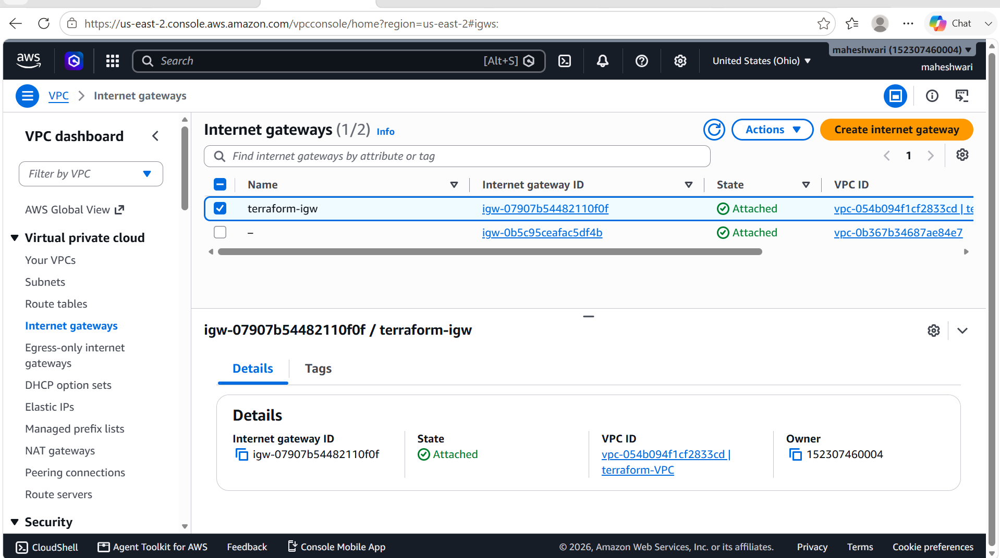 https://us-east-2.console.aws.amazon.com/vpcconsole/home?region=us-east-2#igws:
Chat
aws
Search
[Alt+S]
United States (Ohio)
maheshwari (152307460004)
maheshwari
VPC
Internet gateways
VPC dashboard
Filter by VPC
AWS Global View
Virtual private cloud
Your VPCs
Subnets
Route tables
Internet gateways
Egress-only internet
gateways
DHCP option sets
Elastic IPs
Managed prefix lists
NAT gateways
Peering connections
Route servers
Security
Internet gateways (1/2) Info
Actions
Create internet gateway
Find internet gateways by attribute or tag
1
Name Internet gateway ID State VPC ID
terraform-igw igw-07907b54482110f0f Attached vpc-054b094f1cf2833cd | te
– igw-0b5c95ceafac5df4b Attached vpc-0b367b34687ae84e7
igw-07907b54482110f0f / terraform-igw
Details Tags
Details
Internet gateway ID
igw-07907b54482110f0f
State
Attached
VPC ID
vpc-054b094f1cf2833cd |
terraform-VPC
Owner
152307460004
CloudShell Agent Toolkit for AWS Feedback Console Mobile App © 2026, Amazon Web Services, Inc. or its affiliates. Privacy Terms Cookie preferences